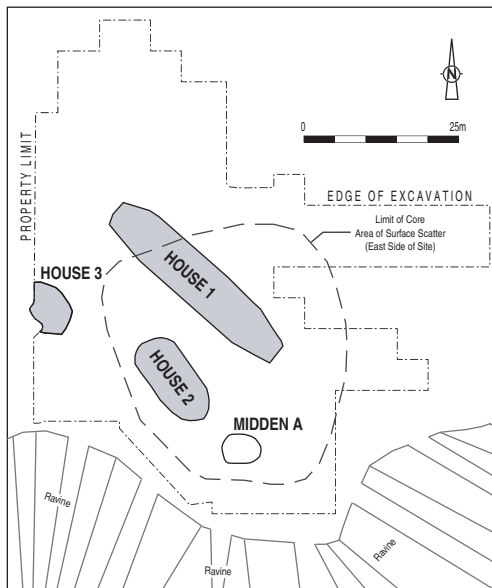 N
0 25m
EDGE OF EXCAVATION
Limit of Core
Area of Surface Scatter
(East Side of Site)
PROPERTY LIMIT
HOUSE 1
HOUSE 3
HOUSE 2
MIDDEN A
Ravine
Ravine
Ravine